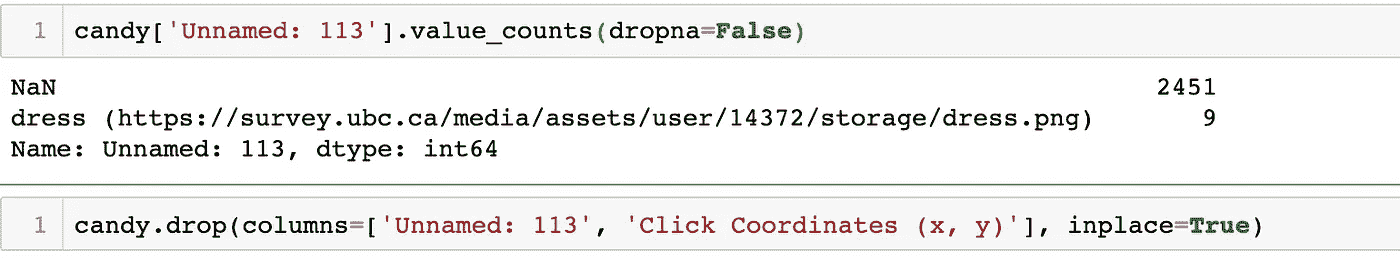 1 candy['Unnamed: 113'].value_counts(dropna=False)
NaN 2451
dress (https://survey.ubc.ca/media/assets/user/14372/storage/dress.png) 9
Name: Unnamed: 113, dtype: int64
1 candy.drop(columns=['Unnamed: 113', 'Click Coordinates (x, y)'], inplace=True)